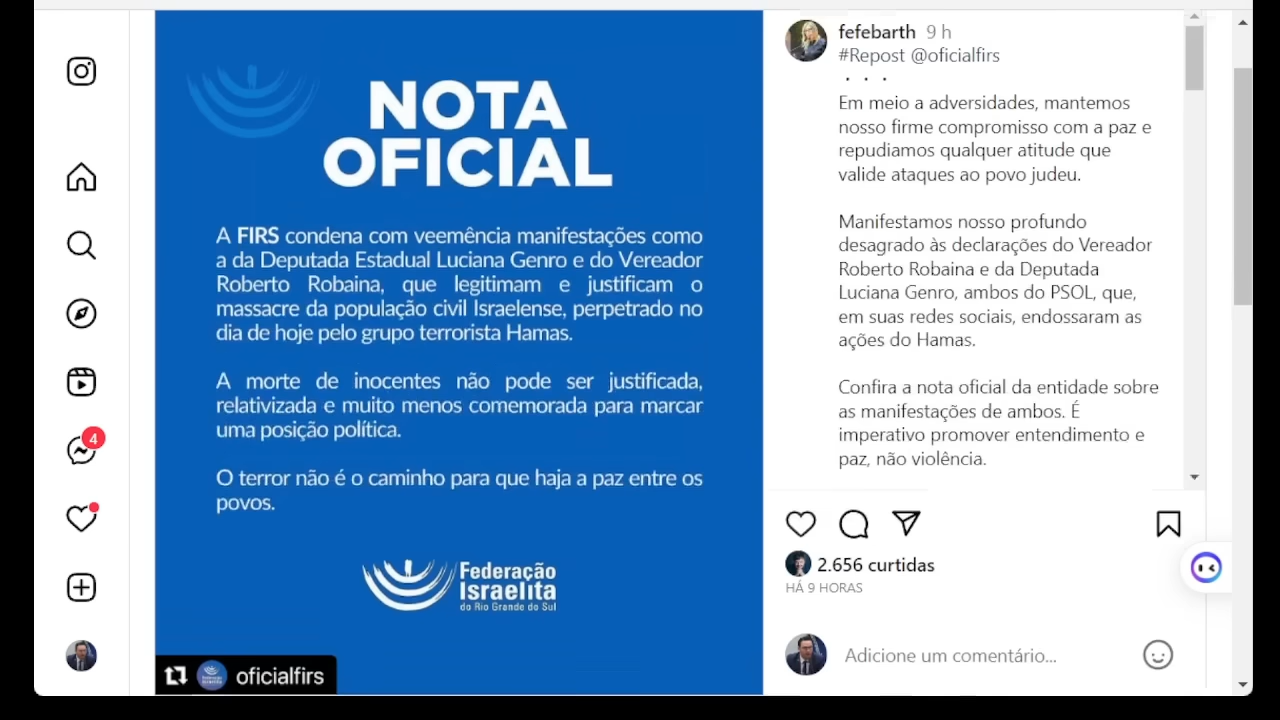 NOTA
OFICIAL
A FIRS condena com veemência manifestações como
a da Deputada Estadual Luciana Genro e do Vereador
Roberto Robaina, que legitimam e justificam o
massacre da população civil Israelense, perpetrado no
dia de hoje pelo grupo terrorista Hamas.
A morte de inocentes não pode ser justificada,
relativizada e muito menos comemorada para marcar
uma posição política.
O terror não é o caminho para que haja a paz entre os
povos.
Federação
Israelita
do Rio Grande do Sul
oficialfirs
fefebarth 9 h
#Repost @oficialfirs
· · ·
Em meio a adversidades, mantemos
nosso firme compromisso com a paz e
repudiamos qualquer atitude que
valide ataques ao povo judeu.
Manifestamos nosso profundo
desagrado às declarações do Vereador
Roberto Robaina e da Deputada
Luciana Genro, ambos do PSOL, que,
em suas redes sociais, endossaram as
ações do Hamas.
Confira a nota oficial da entidade sobre
as manifestações de ambos. É
imperativo promover entendimento e
paz, não violência.
2.656 curtidas
HÁ 9 HORAS
Adicione um comentário...
4